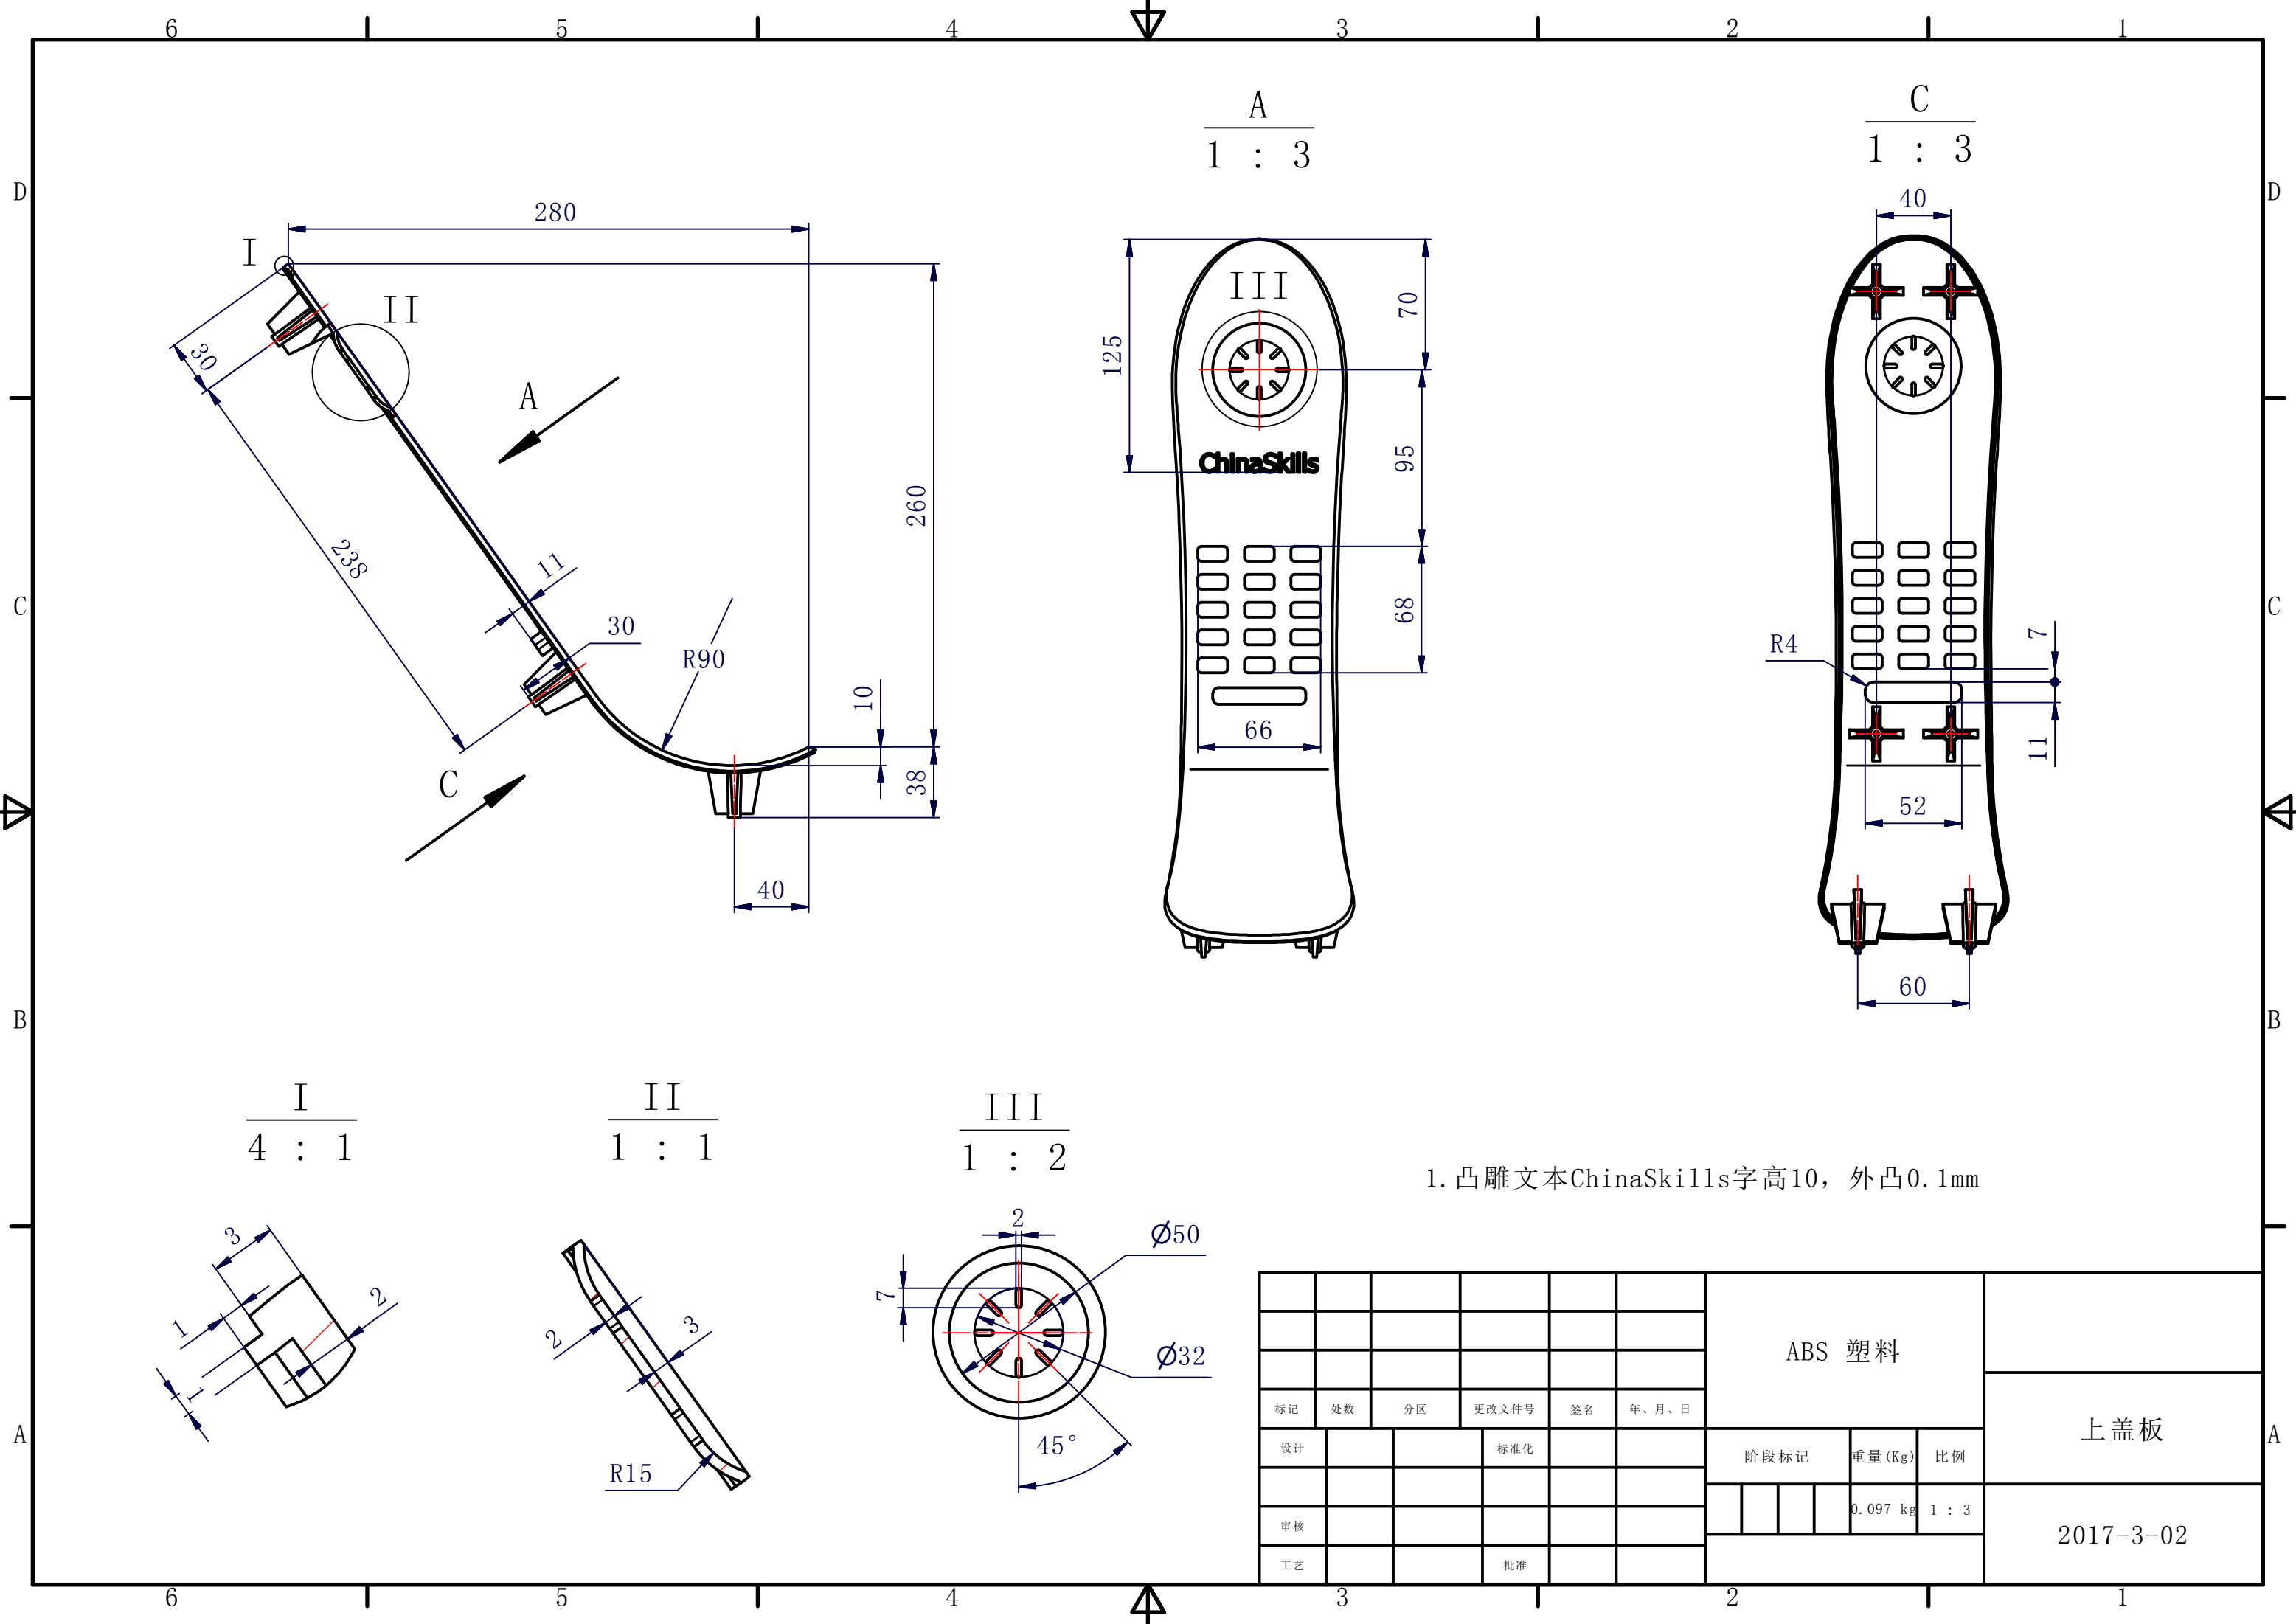 6 5 4 3 2 1
D
D
A
1 : 3
C
1 : 3
280
I
II
30
A
238
11
30
R90
260
10
38
C
40
III
125
70
ChinaSkills
95
68
66
40
R4
7
11
52
60
C
C
B
B
I
4 : 1
II
1 : 1
III
1 : 2
1.凸雕文本ChinaSkills字高10，外凸0.1mm
3
1
2
1
2
3
R15
2
7
Ø50
Ø32
45°
A
A
ABS 塑料
标记 处数 分区 更改文件号 签名 年、月、日
设计 标准化
阶段标记 重量(Kg) 比例
上盖板
0.097 kg 1 : 3
审核
工艺 批准
2017-3-02
6 5 4 3 2 1